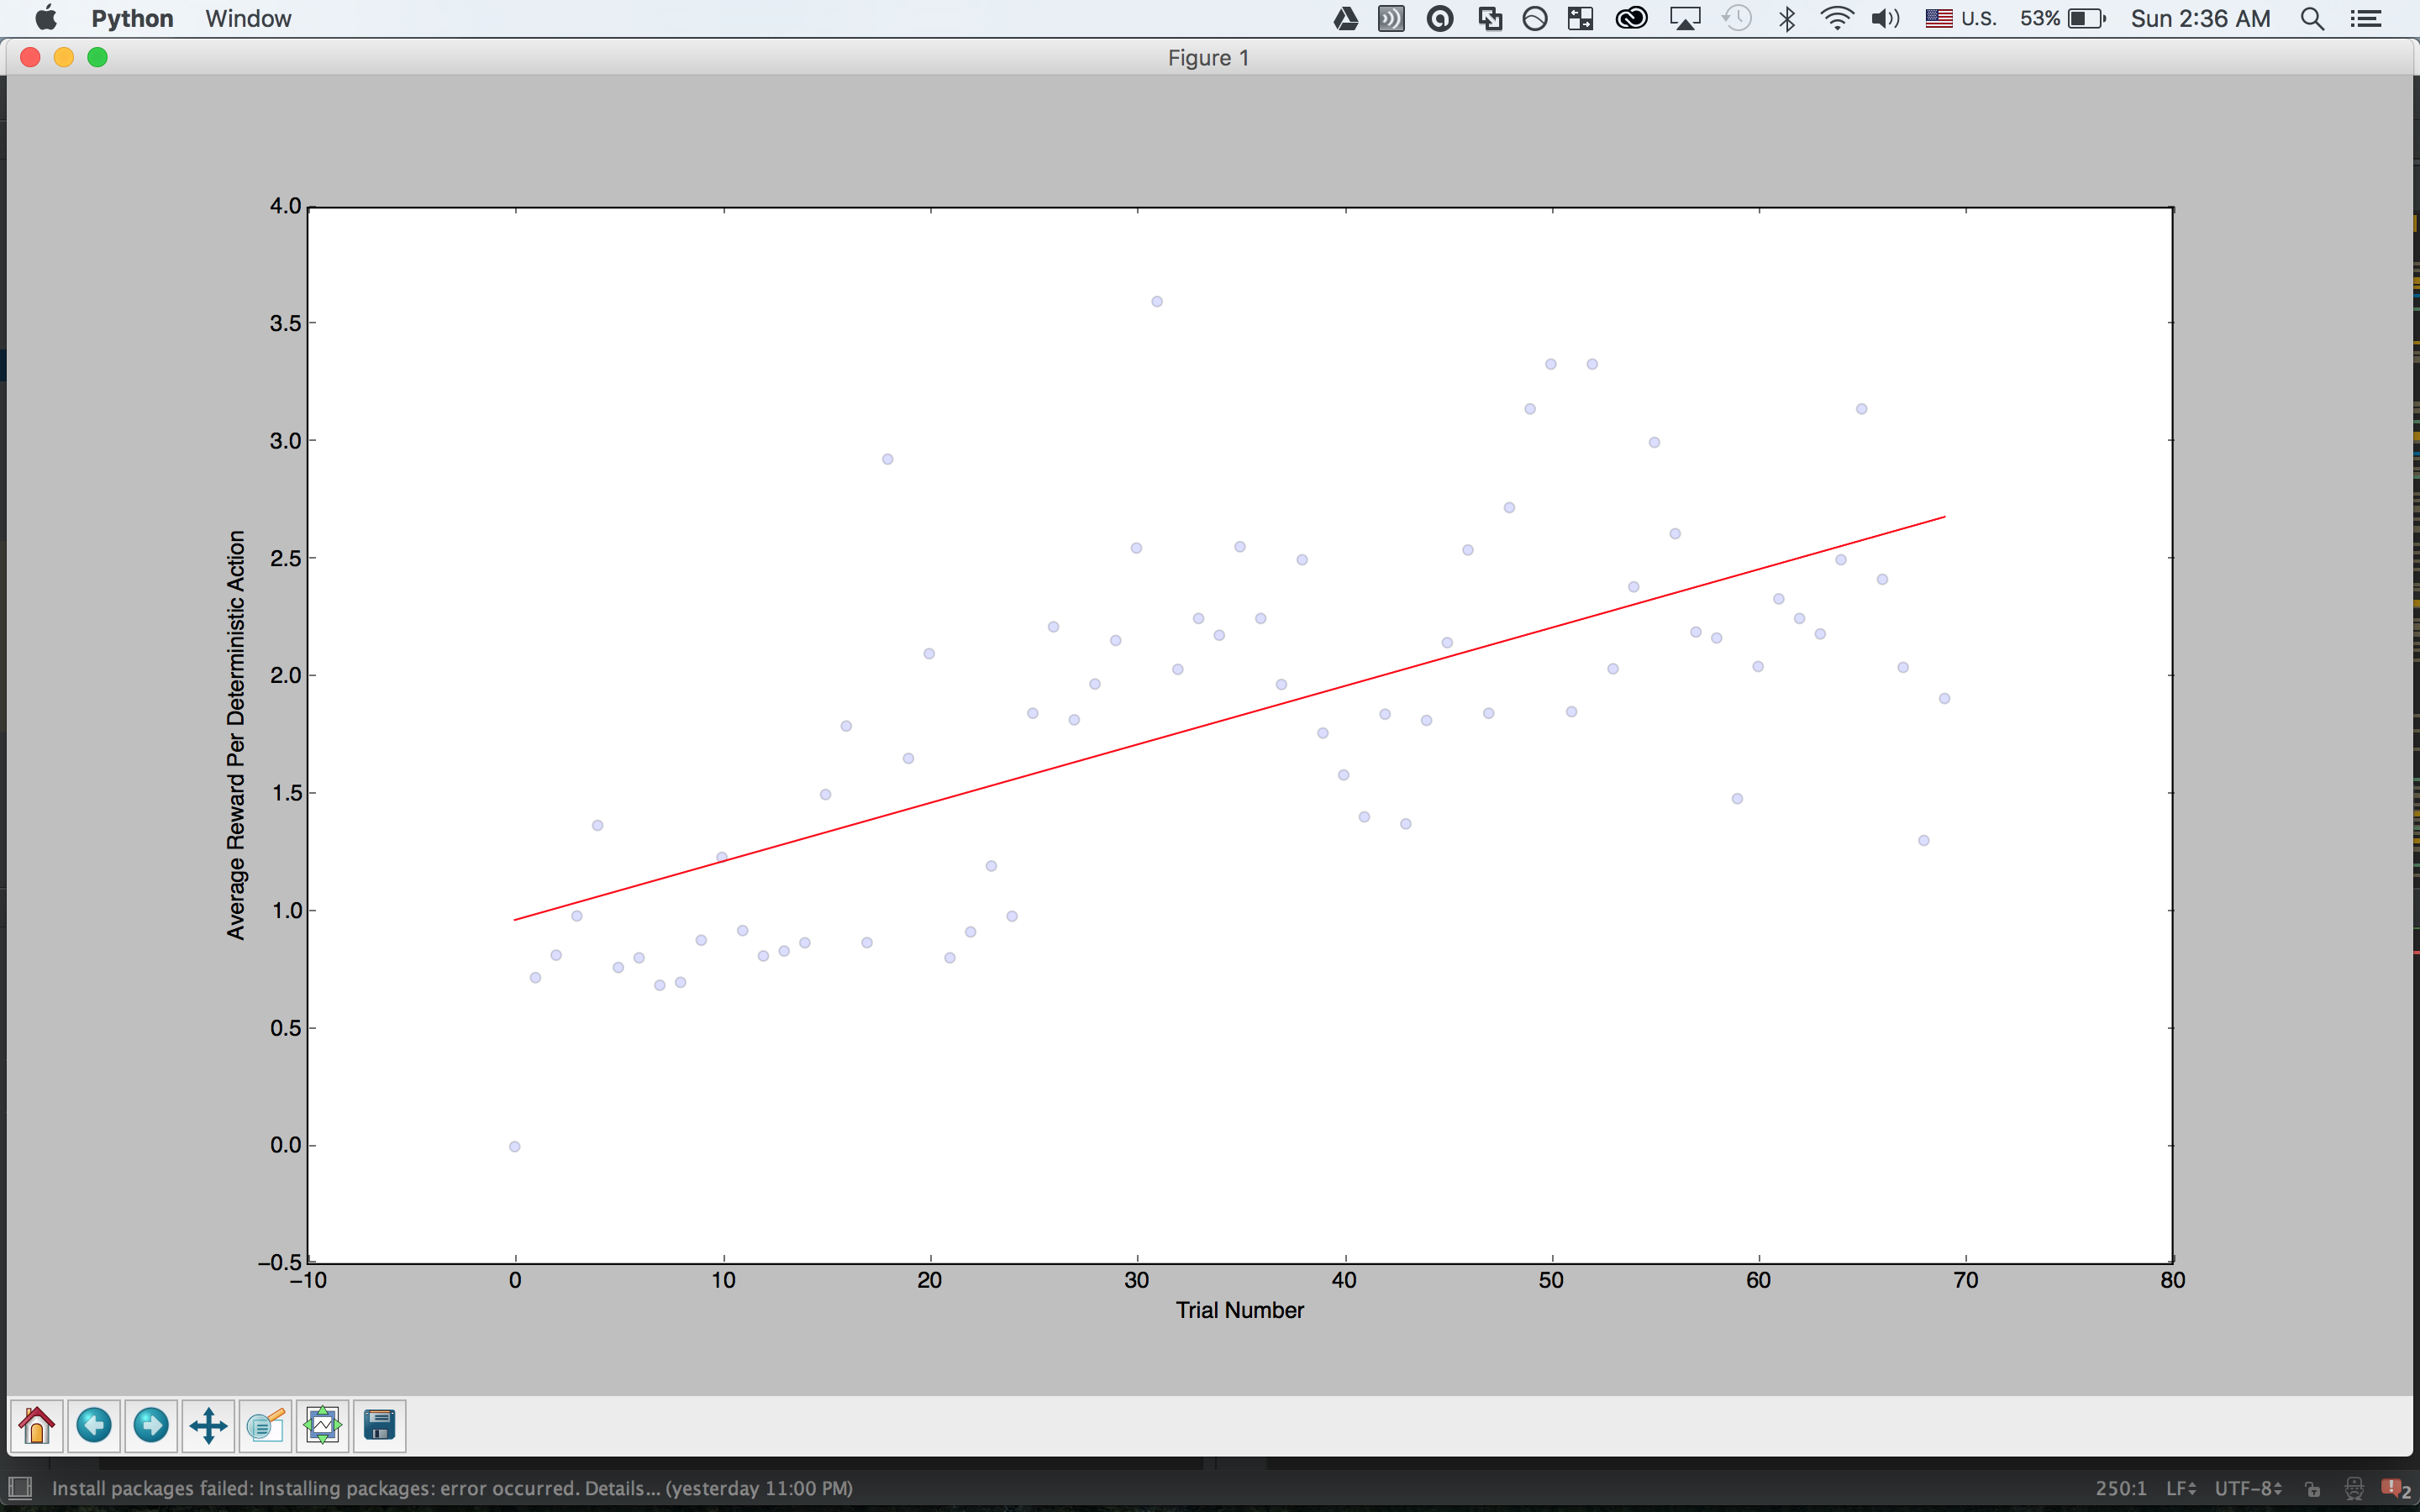 Python Window U.S. 53% Sun 2:36 AM
Figure 1
4.0
3.5
3.0
2.5
2.0
1.5
1.0
0.5
0.0
−0.5
Average Reward Per Deterministic Action
−10 0 10 20 30 40 50 60 70 80
Trial Number
Install packages failed: Installing packages: error occurred. Details... (yesterday 11:00 PM) 250:1 LF UTF-8 2